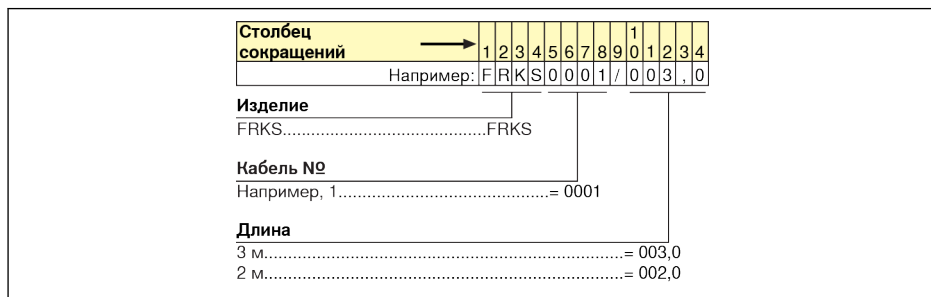 Столбец
сокращений
1 2 3 4 5 6 7 8 9 10 1 2 3 4
Например: F R K S 0 0 0 1 / 0 0 3 , 0
Изделие
FRKS..........................................FRKS
Кабель №
Например, 1...........................................= 0001
Длина
3 м..........................................................................= 003,0
2 м..........................................................................= 002,0